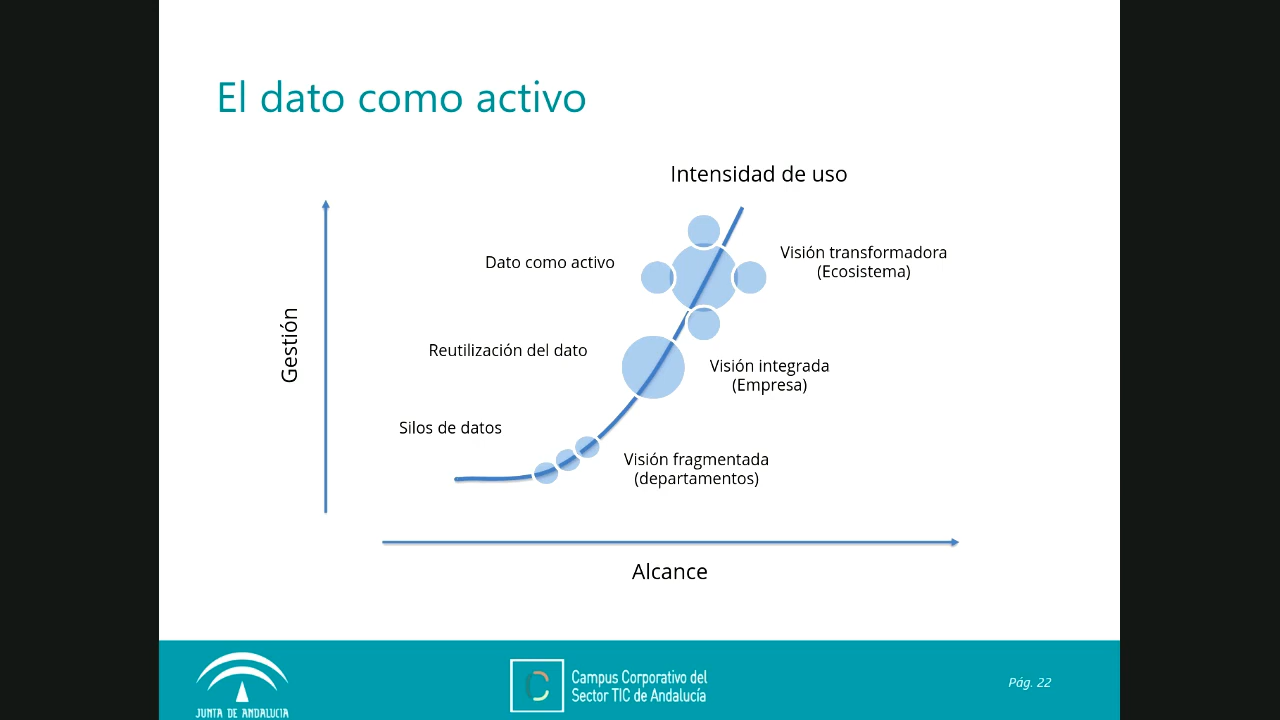 El dato como activo
Intensidad de uso
Dato como activo
Visión transformadora
(Ecosistema)
Gestión
Reutilización del dato
Visión integrada
(Empresa)
Silos de datos
Visión fragmentada
(departamentos)
Alcance
JUNTA DE ANDALUCIA
C
Campus Corporativo del
Sector TIC de Andalucía
Pág. 22